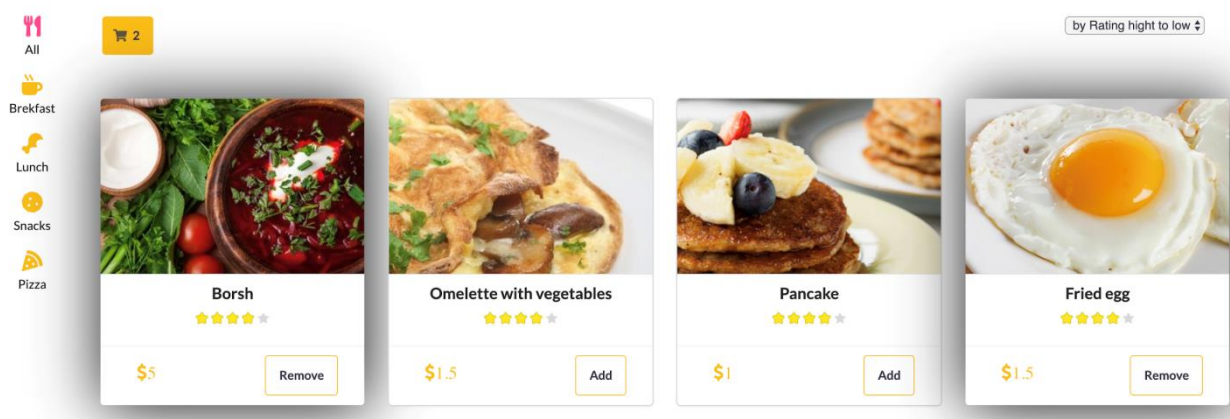 All
2
by Rating hight to low
Brekfast
Lunch
Snacks
Pizza
Borsh
$5
Remove
Omelette with vegetables
$1.5
Add
Pancake
$1
Add
Fried egg
$1.5
Remove